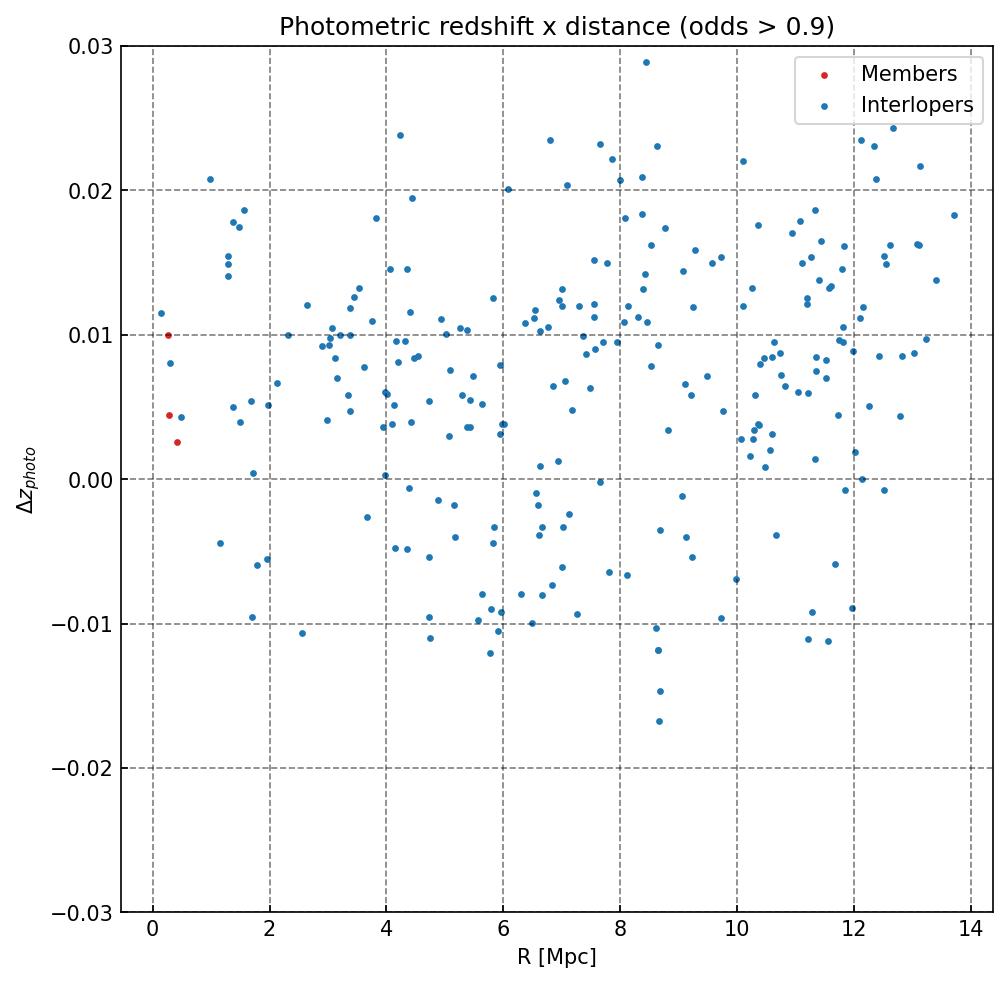 Photometric redshift x distance (odds > 0.9)
Members
Interlopers
0.03
0.02
0.01
0.00
−0.01
−0.02
−0.03
Δz_photo
0 2 4 6 8 10 12 14
R [Mpc]